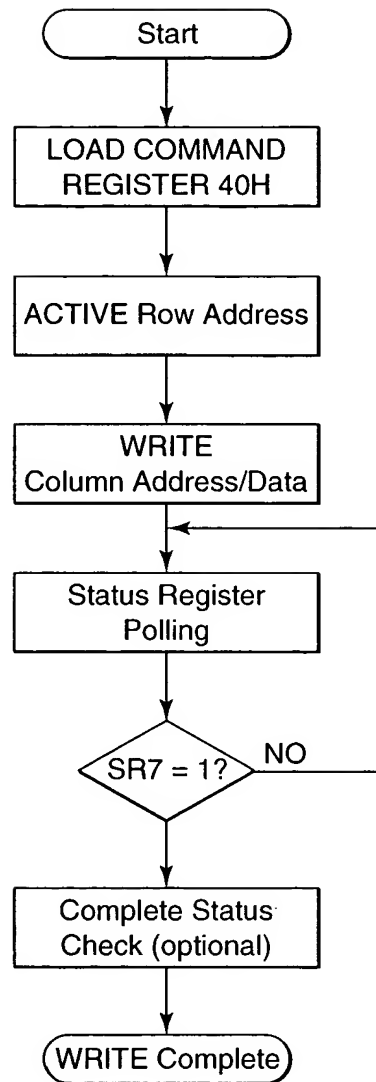 Start
LOAD COMMAND
REGISTER 40H
ACTIVE Row Address
WRITE
Column Address/Data
Status Register
Polling
SR7 = 1?
NO
Complete Status
Check (optional)
WRITE Complete